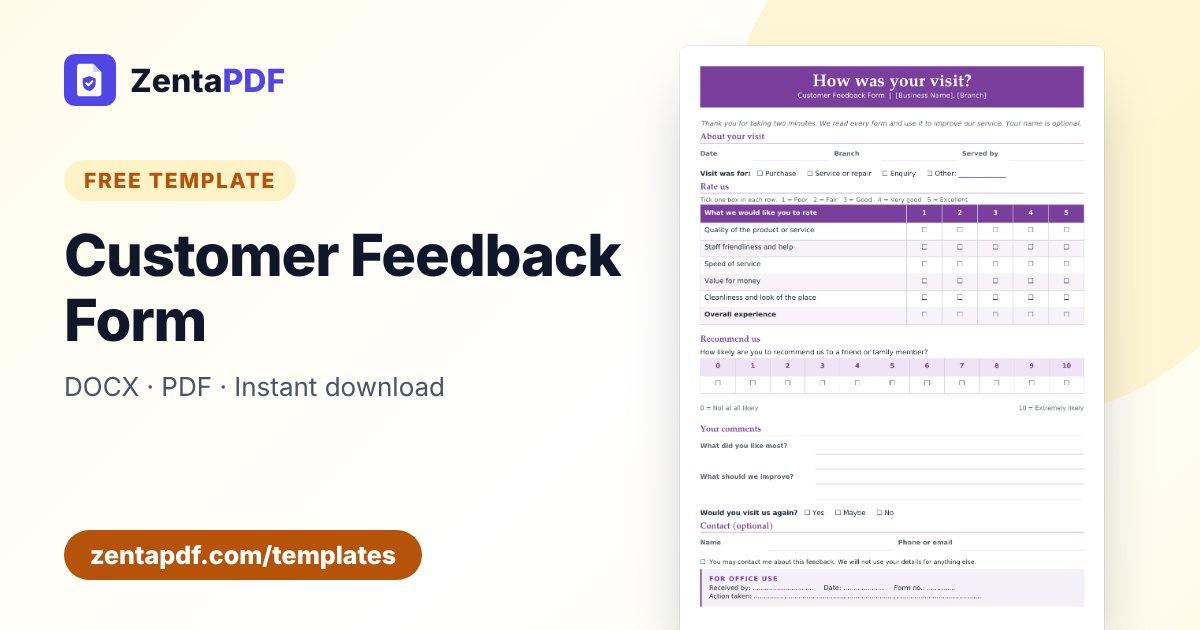 ZentaPDF
FREE TEMPLATE
Customer Feedback
Form
DOCX · PDF · Instant download
zentapdf.com/templates
How was your visit?
Customer Feedback Form | [Business Name], [Branch]
Thank you for taking two minutes. We read every form and use it to improve our service. Your name is optional.
About your visit
Date Branch Served by
Visit was for: ☐ Purchase ☐ Service or repair ☐ Enquiry ☐ Other: ____________
Rate us
Tick one box in each row. 1 = Poor 2 = Fair 3 = Good 4 = Very good 5 = Excellent
What we would like you to rate 1 2 3 4 5
Quality of the product or service ☐ ☐ ☐ ☐ ☐
Staff friendliness and help ☐ ☐ ☐ ☐ ☐
Speed of service ☐ ☐ ☐ ☐ ☐
Value for money ☐ ☐ ☐ ☐ ☐
Cleanliness and look of the place ☐ ☐ ☐ ☐ ☐
Overall experience ☐ ☐ ☐ ☐ ☐
Recommend us
How likely are you to recommend us to a friend or family member?
0 1 2 3 4 5 6 7 8 9 10
☐ ☐ ☐ ☐ ☐ ☐ ☐ ☐ ☐ ☐ ☐
0 = Not at all likely 10 = Extremely likely
Your comments
What did you like most?
What should we improve?
Would you visit us again? ☐ Yes ☐ Maybe ☐ No
Contact (optional)
Name Phone or email
☐ You may contact me about this feedback. We will not use your details for anything else.
FOR OFFICE USE
Received by: .............................. Date: .................... Form no.: ..............
Action taken: ................................................................................